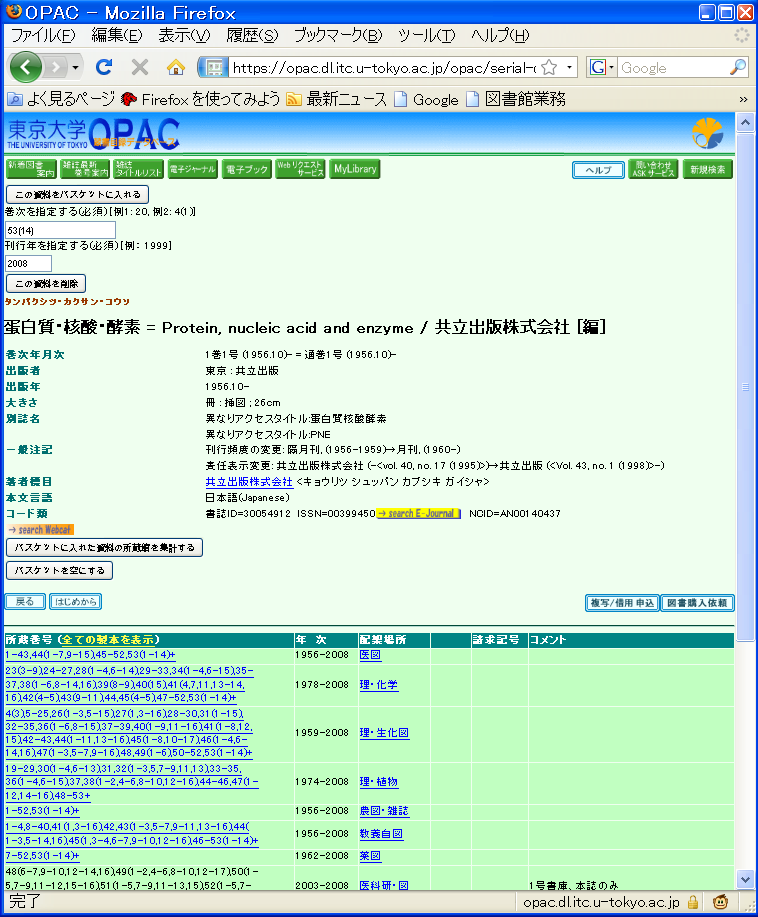 OPAC - Mozilla Firefox
ファイル(F) 編集(E) 表示(V) 履歴(S) ブックマーク(B) ツール(T) ヘルプ(H)
https://opac.dl.itc.u-tokyo.ac.jp/opac/serial-
Google
よく見るページ Firefox を使ってみよう 最新ニュース Google 図書館業務 »
東京大学 OPAC
THE UNIVERSITY OF TOKYO
新着図書案内 雑誌最新巻号案内 雑誌タイトルリスト 電子ジャーナル 電子ブック Web リクエストサービス MyLibrary ヘルプ 問い合わせ ASK サービス 新規検索
この資料をバスケットに入れる
巻次を指定する(必須)[例1: 20, 例2: 4(1)]
53(14)
刊行年を指定する(必須)[例: 1999]
2008
この資料を削除
タンパクシツ・カクサン・コウソ
蛋白質・核酸・酵素 = Protein, nucleic acid and enzyme / 共立出版株式会社 [編]
巻次年月次 1巻1号 (1956.10)- = 通巻1号 (1956.10)-
出版者 東京 : 共立出版
出版年 1956.10-
大きさ 冊 : 挿図 ; 26cm
別誌名 異なりアクセスタイトル:蛋白質核酸酵素
異なりアクセスタイトル:PNE
一般注記 刊行頻度の変更: 隔月刊, (1956-1959)→月刊, (1960-)
責任表示変更: 共立出版株式会社 (-<vol. 40, no. 17 (1995)>)→共立出版 (<Vol. 43, no. 1 (1998)>-)
著者標目 共立出版株式会社 <キョウリツ シュッパン カブシキ ガイシャ>
本文言語 日本語(Japanese)
コード類 書誌ID=30054912 ISSN=00399450 → search E-Journal NCID=AN00140437
→ search Webcat
バスケットに入れた資料の所蔵館を集計する
バスケットを空にする
戻る はじめから 複写/借用 申込 図書購入依頼
所蔵巻号 (全ての製本を表示) 年 次 配架場所 請求記号 コメント
1-43,44(1-7,9-15),45-52,53(1-14)+ 1956-2008 医図
23(3-9),24-27,28(1-4,6-14),29-33,34(1-4,6-15),35-
37,38(1-6,8-14,16),39(8-9),40(15),41(4,7,11,13-14, 1978-2008 理・化学
16),42(4-5),43(9-11),44,45(4-5),47-52,53(1-14)+
4(3),5-25,26(1-3,5-15),27(1,3-16),28-30,31(1-15),
32-35,36(1-6,8-15),37-39,40(1-9,11-16),41(1-8,12,
15),42-43,44(1-11,13-16),45(1-8,10-17),46(1-4,6- 1959-2008 理・生化図
14,16),47(1-3,5-7,9-16),48,49(1-6),50-52,53(1-14)+
19-29,30(1-4,6-13),31,32(1-3,5,7-9,11,13),33-35,
36(1-4,6-15),37,38(1-2,4-6,8-10,12-16),44-46,47(1- 1974-2008 理・植物
12,14-16),48-53+
1-52,53(1-14)+ 1956-2008 農図・雑誌
1-4,8-40,41(1,3-16),42,43(1-3,5-7,9-11,13-16),44( 1956-2008 教養自図
1-3,5-14,16),45(1,3-4,6-7,9-10,12-16),46-53(1-14)+
7-52,53(1-14)+ 1962-2008 薬図
48(6-7,9-10,12-14,16),49(1-2,4-6,8-10,12-17),50(1-
5,7-9,11-12,15-16),51(1-5,7-9,11-13,15)52(1-5,7- 2003-2008 医科研・図 1号書庫、本誌のみ
完了 opac.dl.itc.u-tokyo.ac.jp